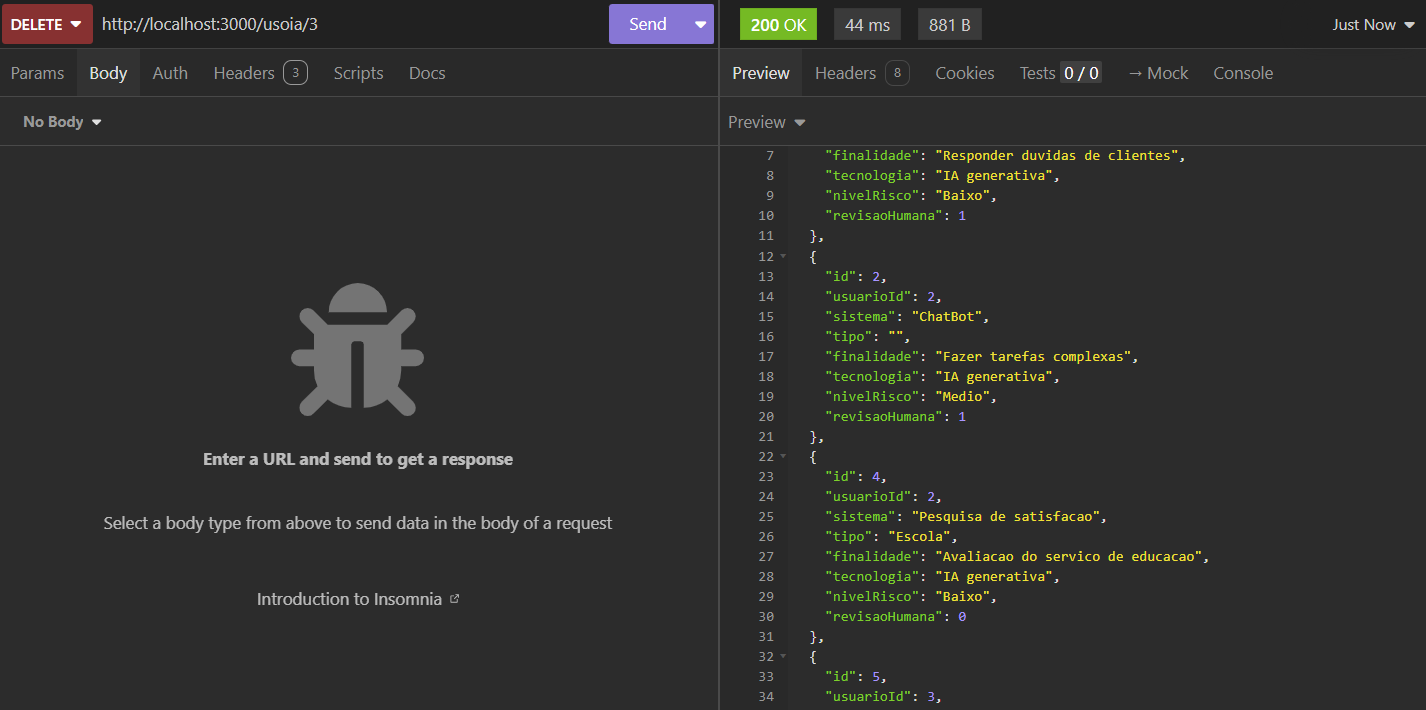 DELETE http://localhost:3000/usoia/3 Send
Params Body Auth Headers 3 Scripts Docs
No Body
Enter a URL and send to get a response
Select a body type from above to send data in the body of a request
Introduction to Insomnia
200 OK 44 ms 881 B Just Now
Preview Headers 8 Cookies Tests 0 / 0 → Mock Console
Preview
7 "finalidade": "Responder duvidas de clientes",
8 "tecnologia": "IA generativa",
9 "nivelRisco": "Baixo",
10 "revisaoHumana": 1
11 },
12 {
13 "id": 2,
14 "usuarioId": 2,
15 "sistema": "ChatBot",
16 "tipo": "",
17 "finalidade": "Fazer tarefas complexas",
18 "tecnologia": "IA generativa",
19 "nivelRisco": "Medio",
20 "revisaoHumana": 1
21 },
22 {
23 "id": 4,
24 "usuarioId": 2,
25 "sistema": "Pesquisa de satisfacao",
26 "tipo": "Escola",
27 "finalidade": "Avaliacao do servico de educacao",
28 "tecnologia": "IA generativa",
29 "nivelRisco": "Baixo",
30 "revisaoHumana": 0
31 },
32 {
33 "id": 5,
34 "usuarioId": 3,